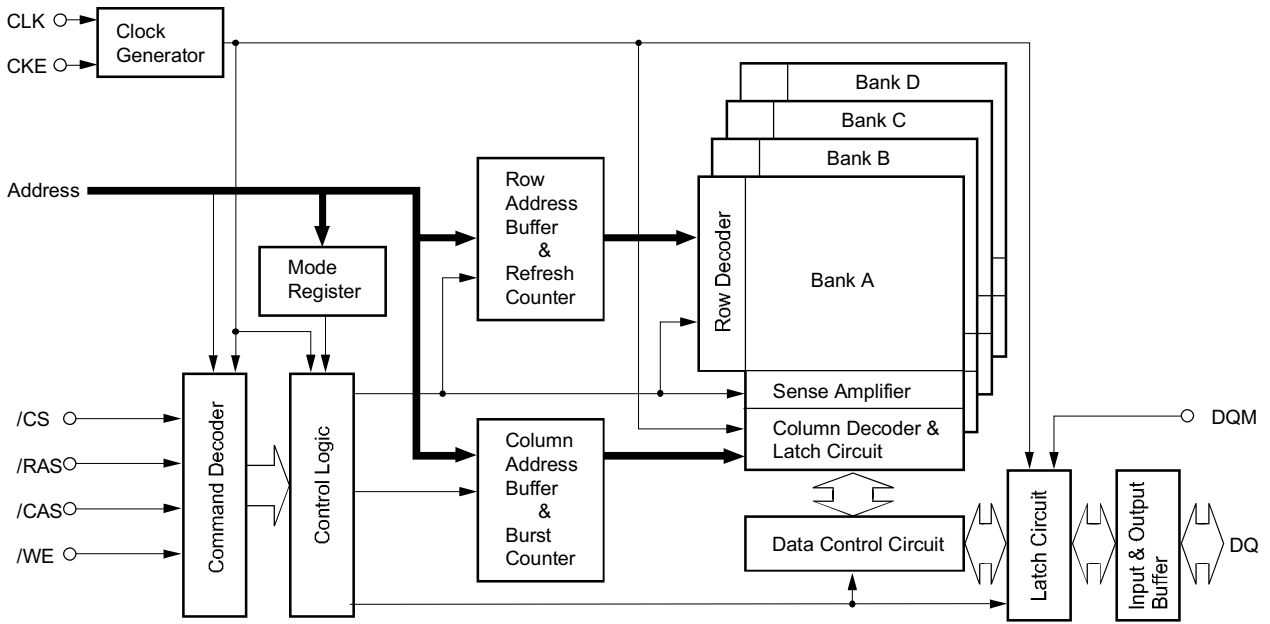 CLK
CKE
Clock
Generator
Bank D
Bank C
Bank B
Bank A
Row Decoder
Sense Amplifier
Column Decoder &
Latch Circuit
Address
Row
Address
Buffer
&
Refresh
Counter
Mode
Register
/CS
/RAS
/CAS
/WE
Command Decoder
Control Logic
Column
Address
Buffer
&
Burst
Counter
Data Control Circuit
DQM
Latch Circuit
Input & Output
Buffer
DQ